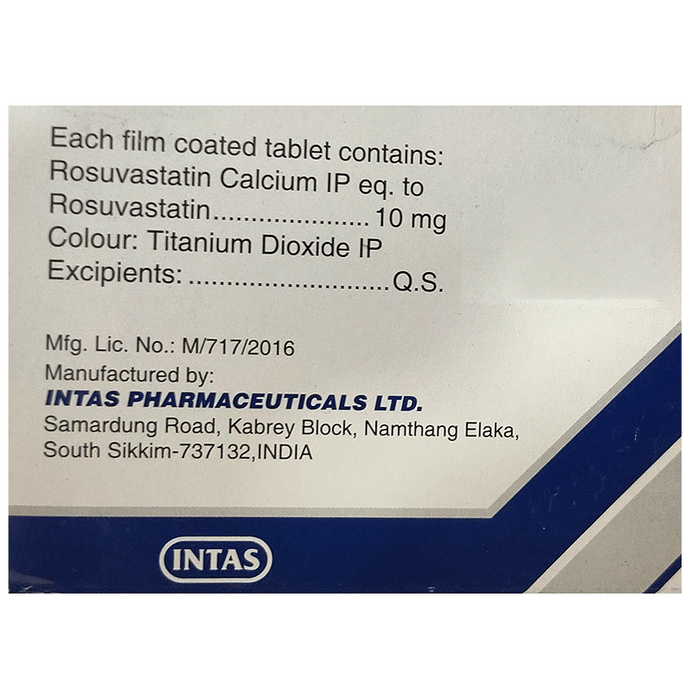 Each film coated tablet contains:
Rosuvastatin Calcium IP eq. to
Rosuvastatin..................... 10 mg
Colour: Titanium Dioxide IP
Excipients: ...........................Q.S.
Mfg. Lic. No.: M/717/2016
Manufactured by:
INTAS PHARMACEUTICALS LTD.
Samardung Road, Kabrey Block, Namthang Elaka,
South Sikkim-737132,INDIA
INTAS